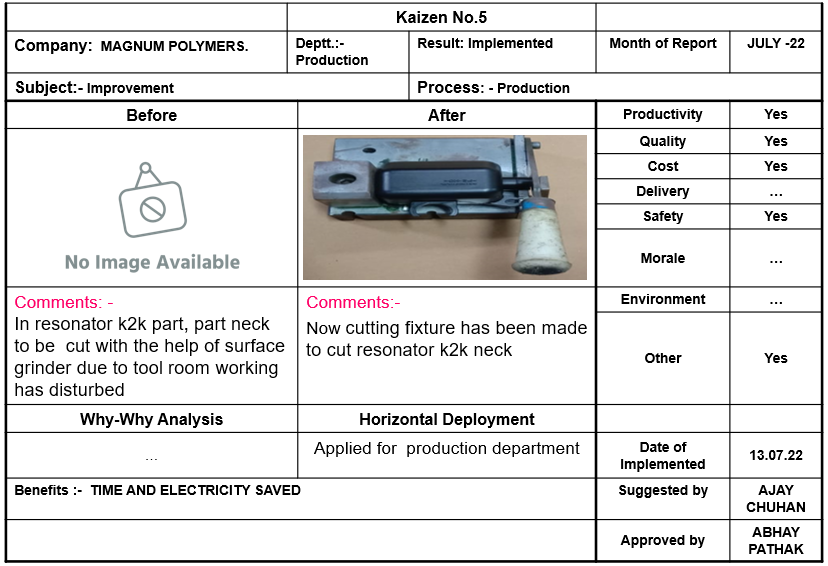 Kaizen No.5
Company: MAGNUM POLYMERS.
Deptt.:-
Production
Result: Implemented
Month of Report
JULY -22
Subject:- Improvement
Process: - Production
Before
After
Productivity
Yes
Quality
Yes
Cost
Yes
Delivery
...
Safety
Yes
Morale
...
Environment
...
Other
Yes
No Image Available
Comments: -
In resonator k2k part, part neck
to be cut with the help of surface
grinder due to tool room working
has disturbed
Comments:-
Now cutting fixture has been made
to cut resonator k2k neck
Why-Why Analysis
Horizontal Deployment
...
Applied for production department
Date of
Implemented
13.07.22
Benefits :- TIME AND ELECTRICITY SAVED
Suggested by
AJAY
CHUHAN
Approved by
ABHAY
PATHAK